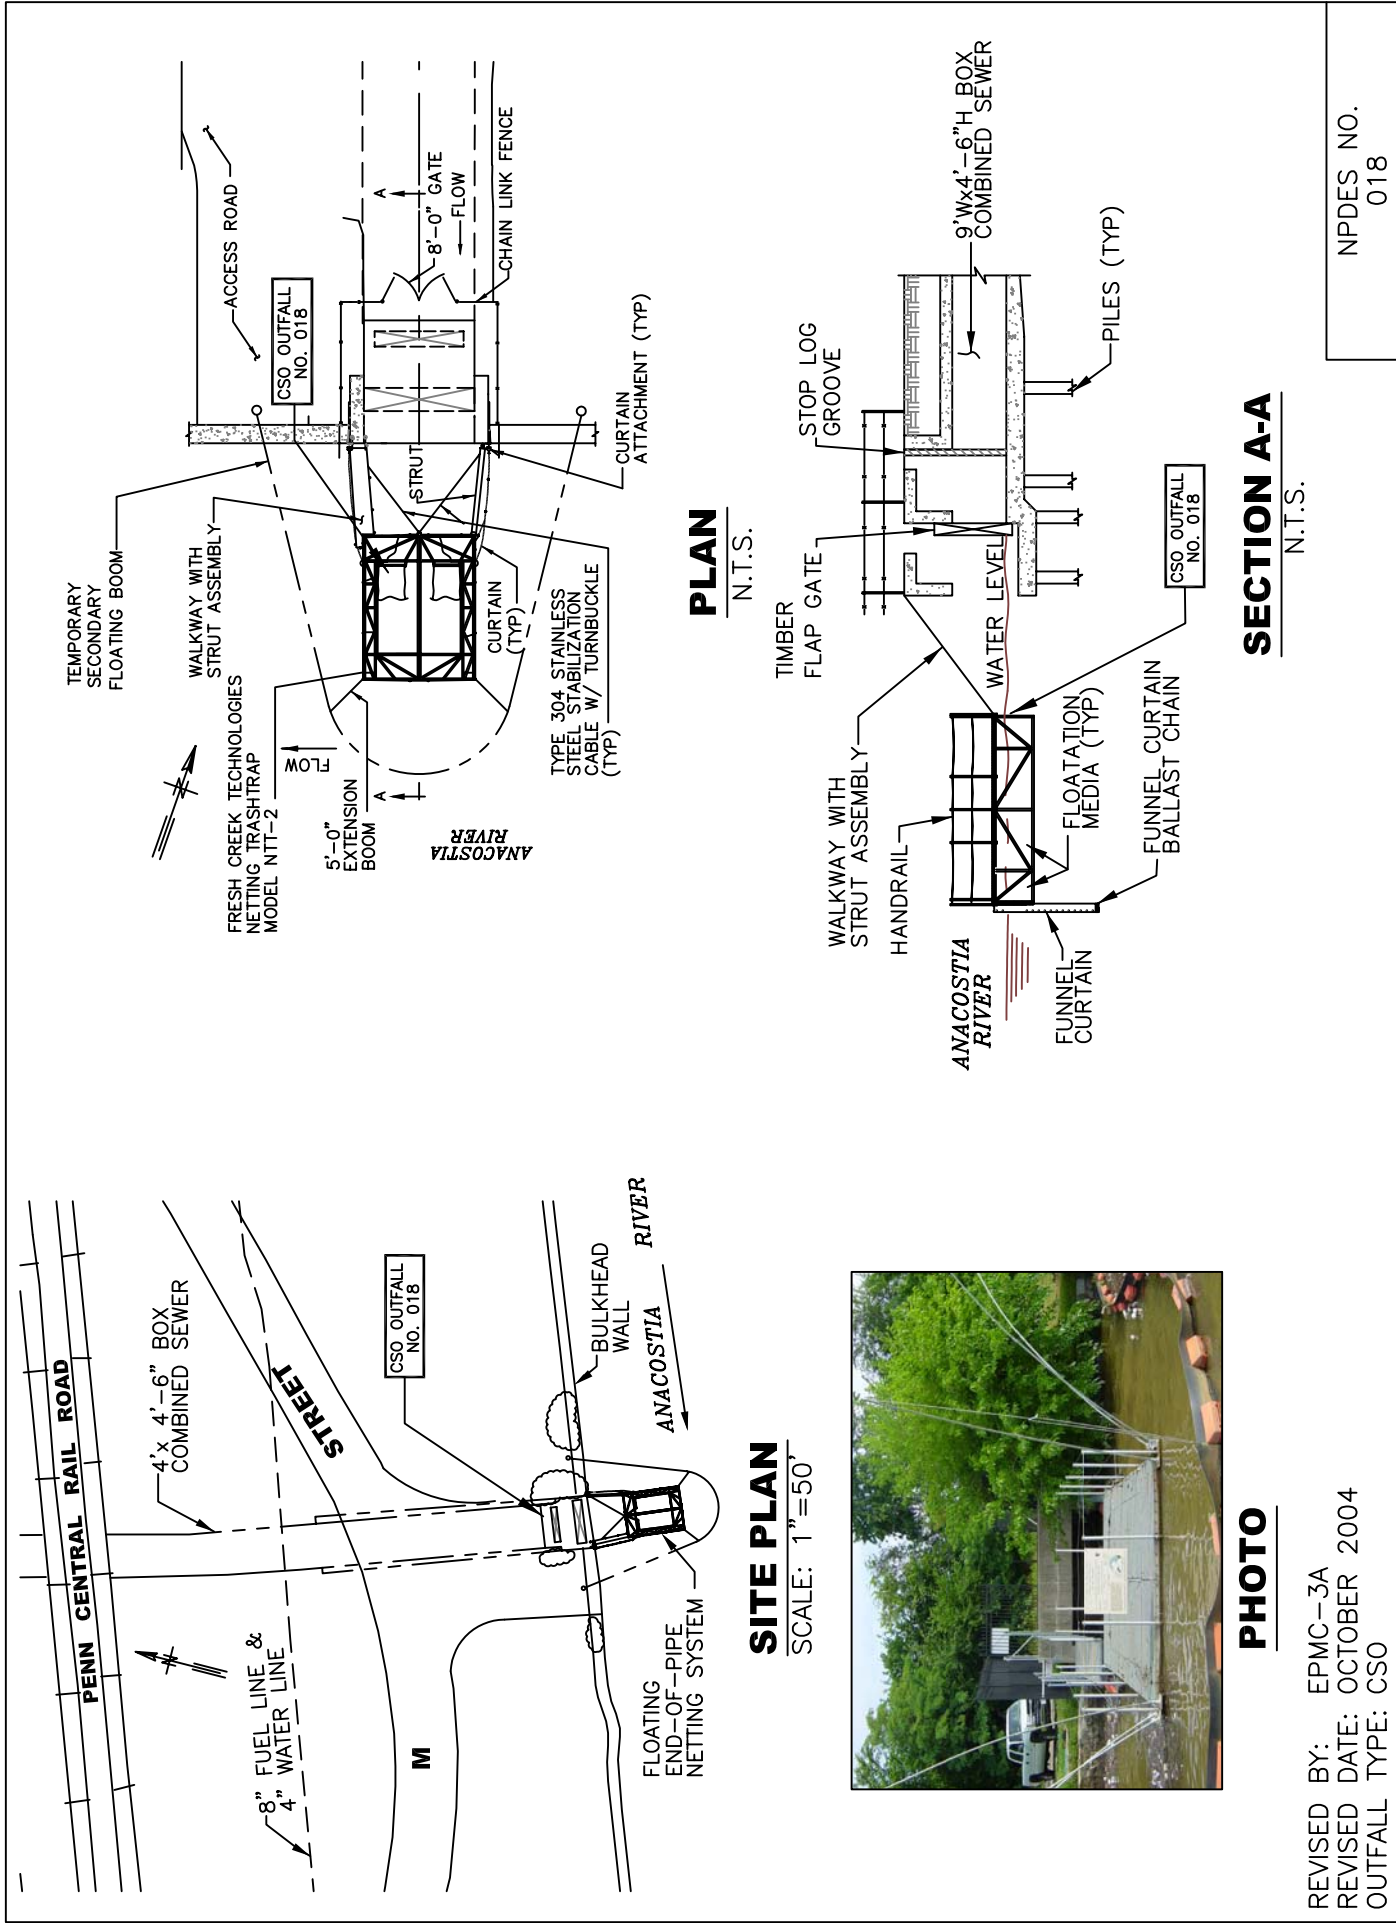 PENN CENTRAL RAIL ROAD
4'x 4'-6" BOX
COMBINED SEWER
8" FUEL LINE &
4" WATER LINE
M
STREET
CSO OUTFALL
NO. 018
BULKHEAD
WALL
ANACOSTIA RIVER
FLOATING
END-OF-PIPE
NETTING SYSTEM
SITE PLAN
SCALE: 1"=50'
PHOTO
REVISED BY: EPMC-3A
REVISED DATE: OCTOBER 2004
OUTFALL TYPE: CSO
TEMPORARY
SECONDARY
FLOATING BOOM
WALKWAY WITH
STRUT ASSEMBLY
FRESH CREEK TECHNOLOGIES
NETTING TRASHTRAP
MODEL NTT-2
5'-0"
EXTENSION
BOOM
FLOW
A
ANACOSTIA
RIVER
ACCESS ROAD
CSO OUTFALL
NO. 018
A
8'-0" GATE
FLOW
CHAIN LINK FENCE
STRUT
CURTAIN
(TYP)
CURTAIN
ATTACHMENT (TYP)
TYPE 304 STAINLESS
STEEL STABILIZATION
CABLE W/ TURNBUCKLE
(TYP)
PLAN
N.T.S.
TIMBER
FLAP GATE
STOP LOG
GROOVE
9'Wx4'-6"H BOX
COMBINED SEWER
WALKWAY WITH
STRUT ASSEMBLY
HANDRAIL
WATER LEVEL
ANACOSTIA
RIVER
FUNNEL
CURTAIN
FLOATATION
MEDIA (TYP)
FUNNEL CURTAIN
BALLAST CHAIN
PILES (TYP)
CSO OUTFALL
NO. 018
SECTION A-A
N.T.S.
NPDES NO.
018